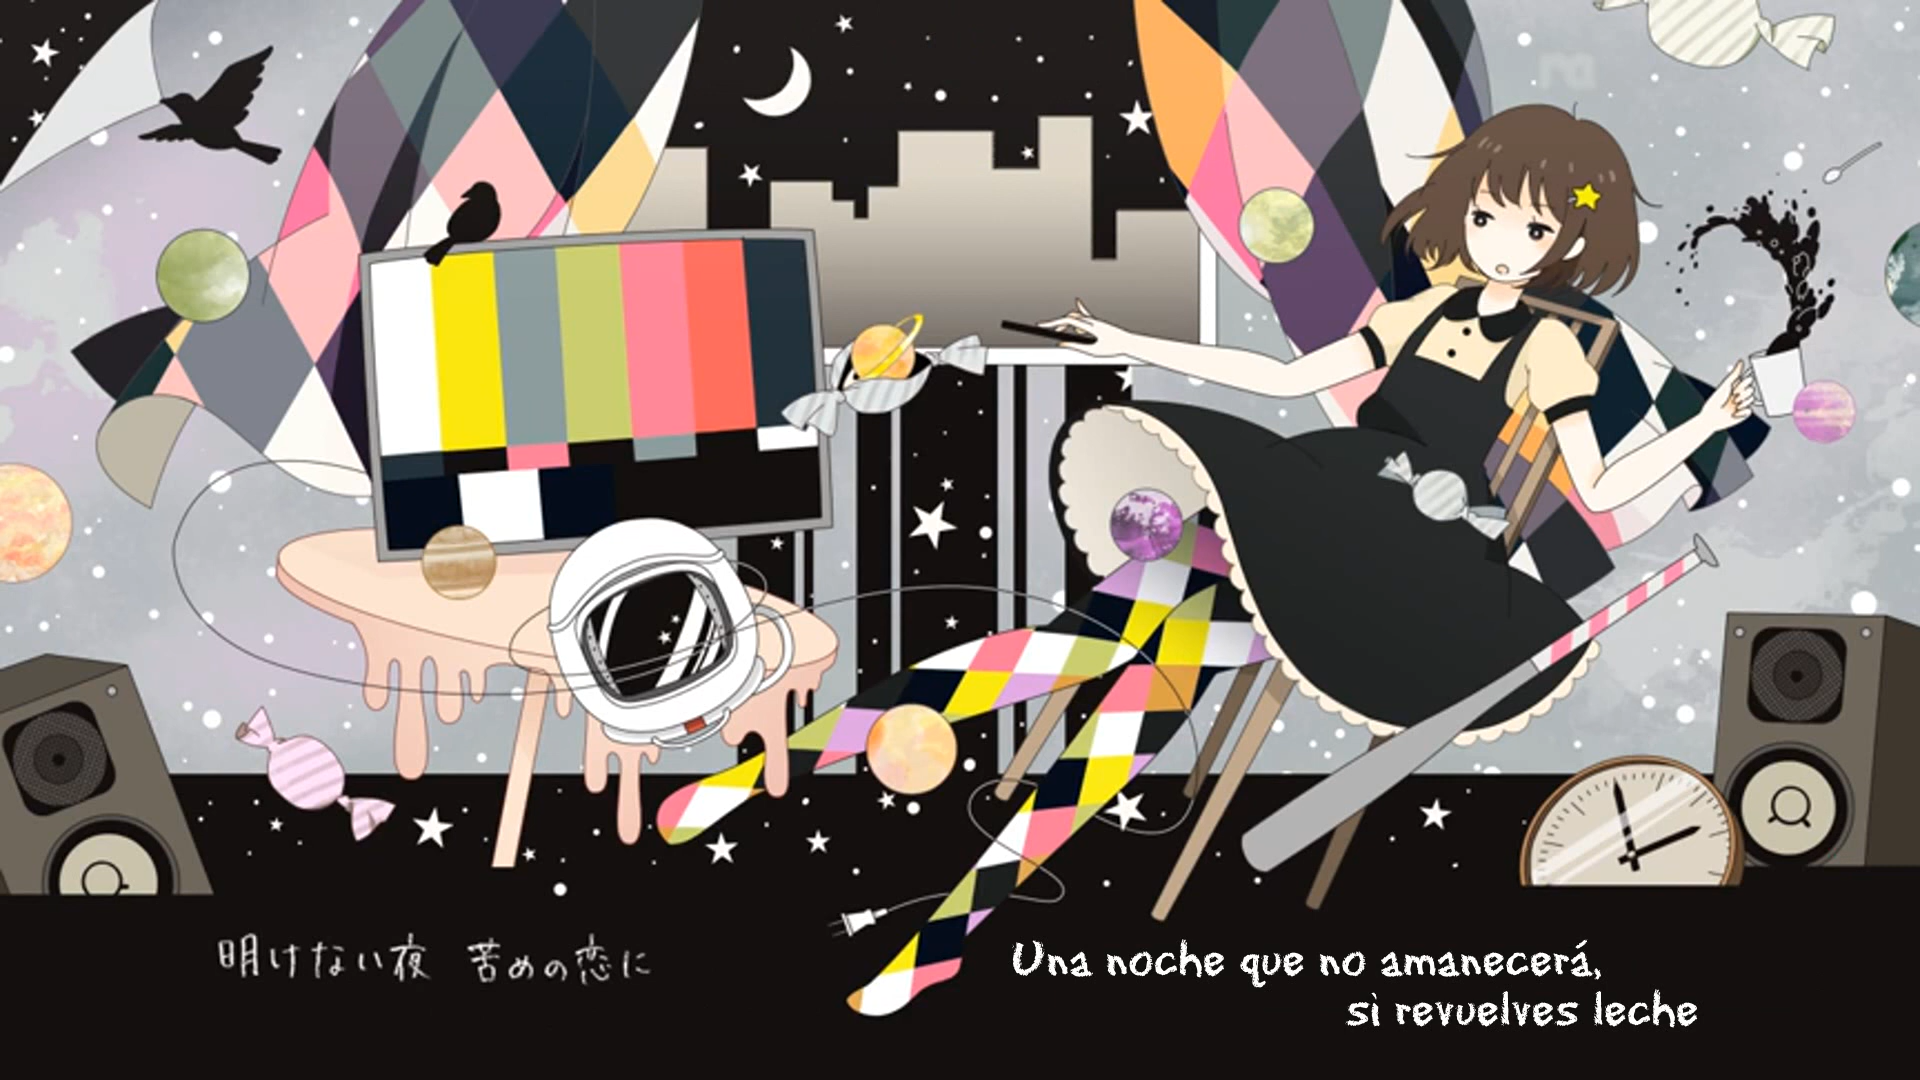 明けない夜 苦めの恋に
Una noche que no amanecerá,
si revuelves leche